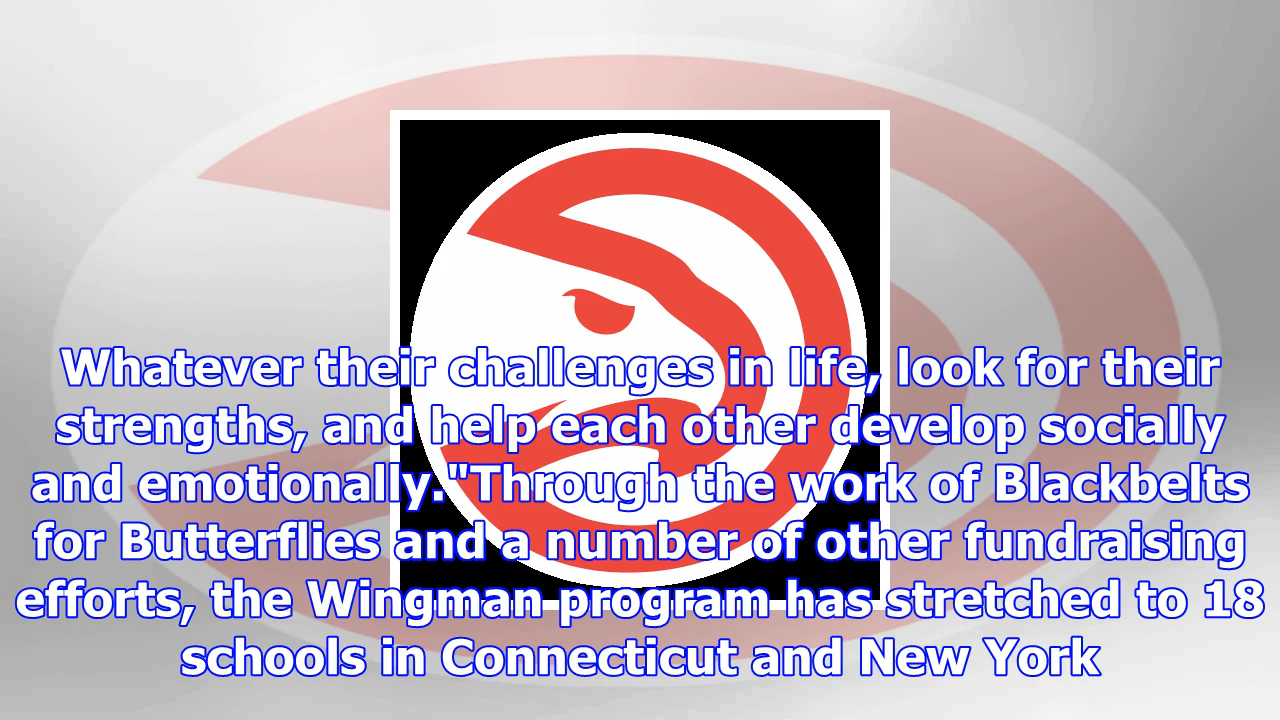 Whatever their challenges in life, look for their
strengths, and help each other develop socially
and emotionally."Through the work of Blackbelts
for Butterflies and a number of other fundraising
efforts, the Wingman program has stretched to 18
schools in Connecticut and New York